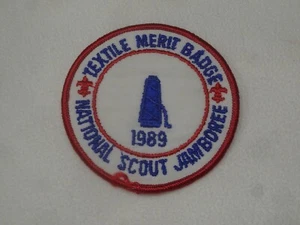 TEXTILE MERIT BADGE
1989
NATIONAL SCOUT JAMBOREE